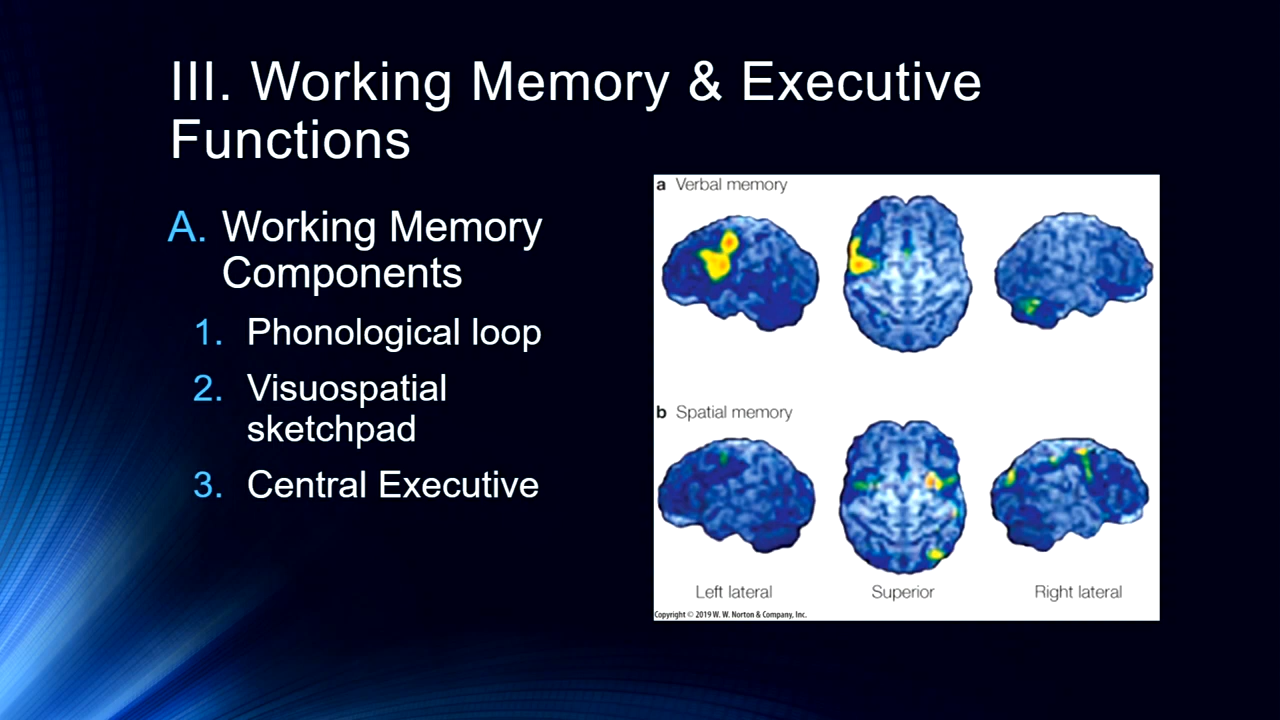 III. Working Memory & Executive
Functions
A. Working Memory
Components
1. Phonological loop
2. Visuospatial
sketchpad
3. Central Executive
a Verbal memory
b Spatial memory
Left lateral
Superior
Right lateral
Copyright © 2019 W. W. Norton & Company, Inc.